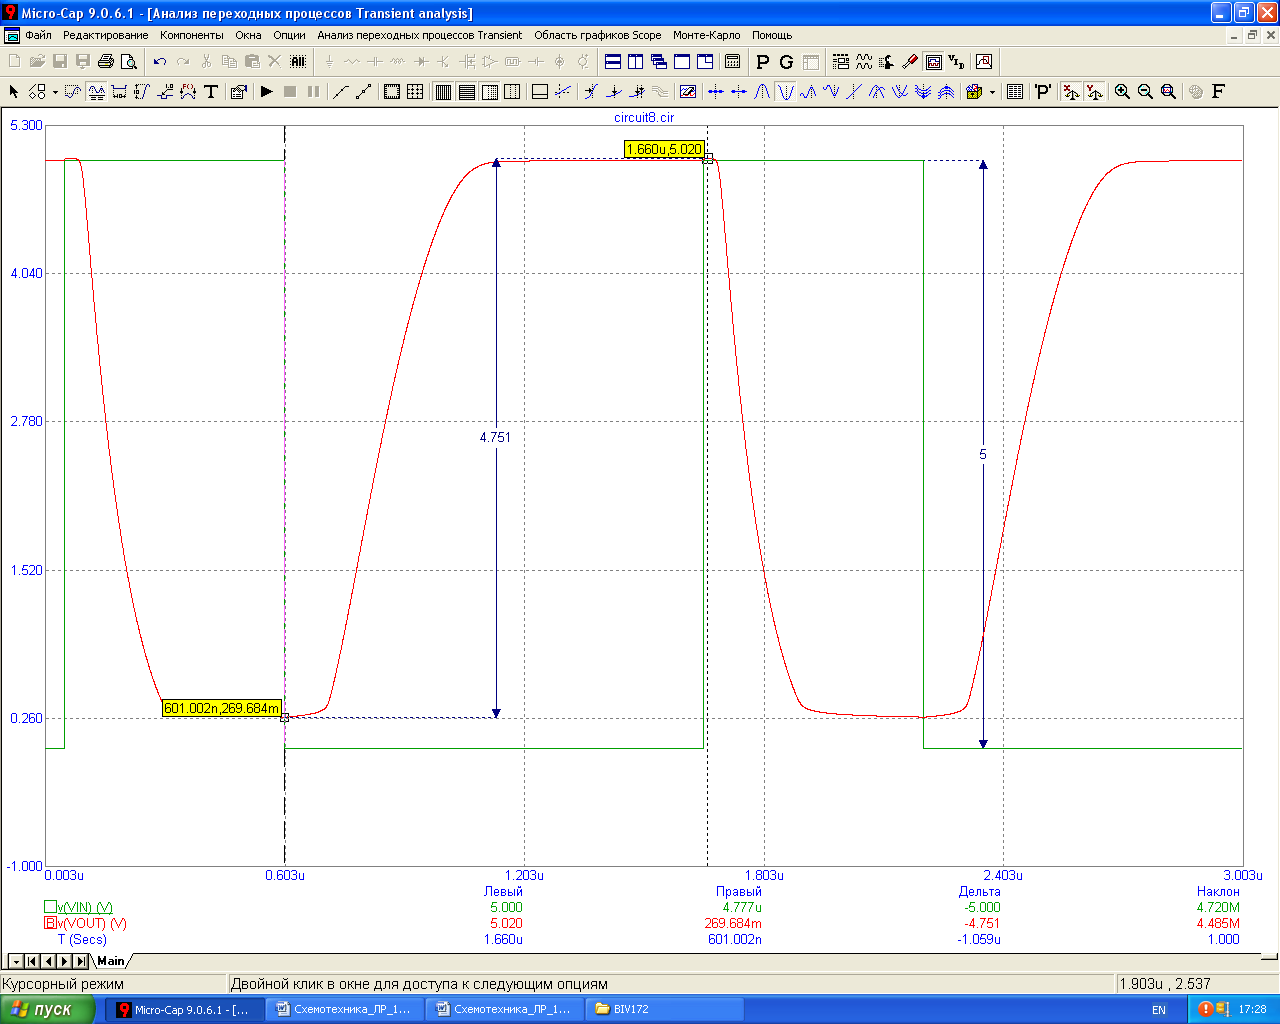 Micro-Cap 9.0.6.1 - [Анализ переходных процессов Transient analysis]
Файл Редактирование Компоненты Окна Опции Анализ переходных процессов Transient Область графиков Scope Монте-Карло Помощь
P G
T 'P' F
circuit8.cir
5.300
1.660u,5.020
4.040
2.780
4.751
5
1.520
601.002n,269.684m
0.260
-1.000
0.003u 0.603u 1.203u 1.803u 2.403u 3.003u
Левый Правый Дельта Наклон
v(VIN) (V) 5.000 4.777u -5.000 4.720M
B v(VOUT) (V) 5.020 269.684m -4.751 4.485M
T (Secs) 1.660u 601.002n -1.059u 1.000
Main
Курсорный режим Двойной клик в окне для доступа к следующим опциям 1.903u , 2.537
пуск Micro-Cap 9.0.6.1 - [... Схемотехника_ЛР_1... Схемотехника_ЛР_1... BIV172 EN 17:28